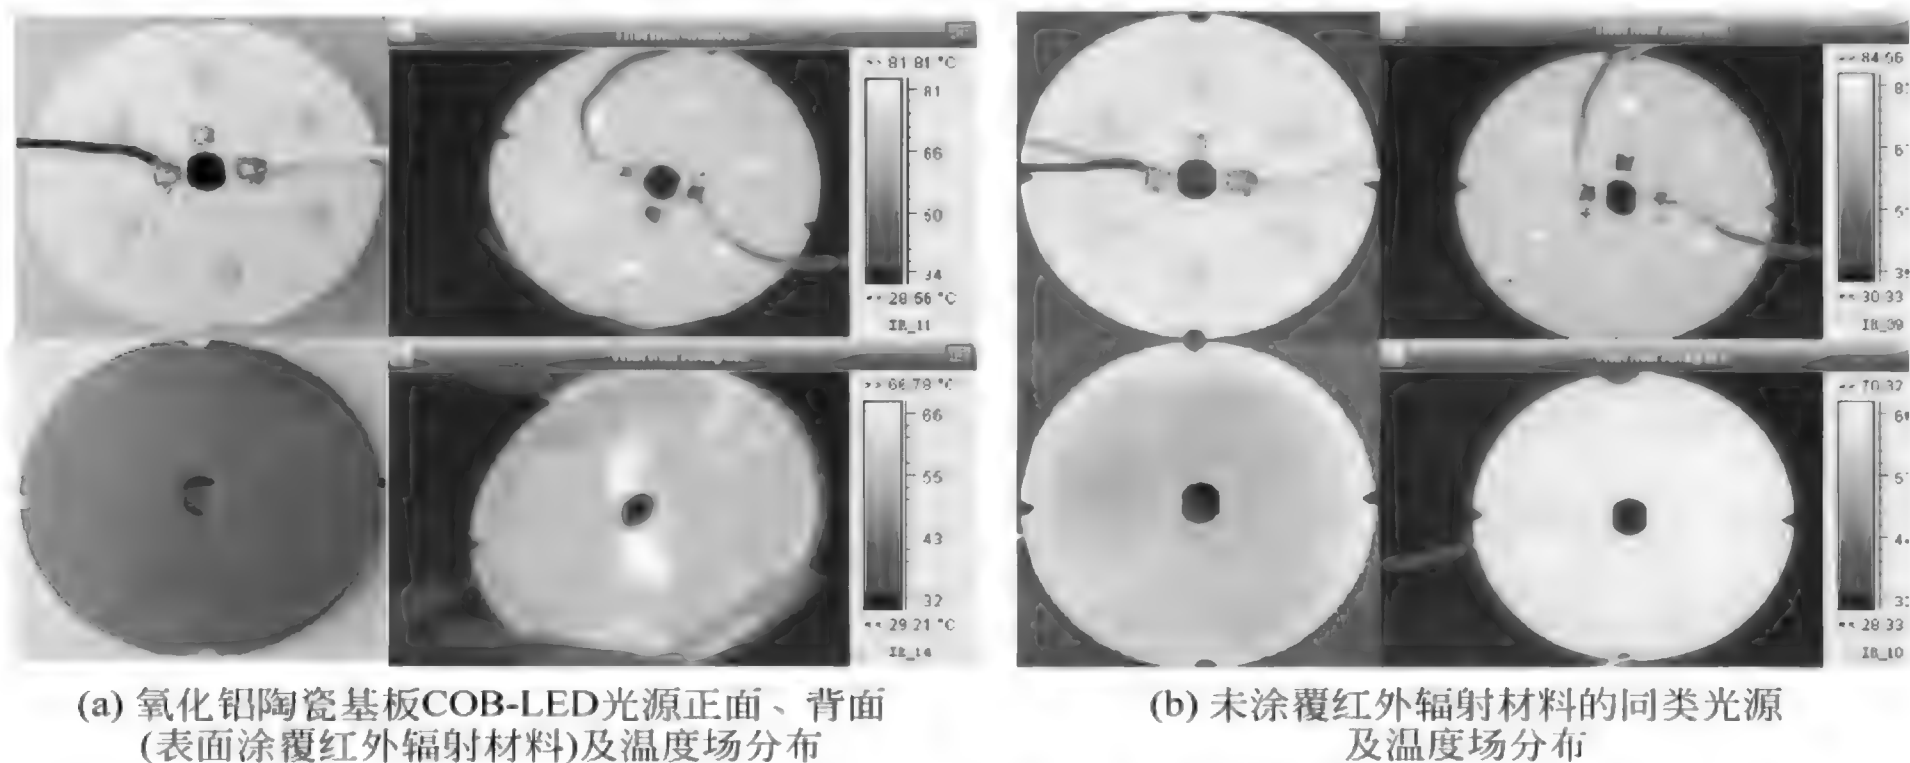 81 81 °C
81
66
50
34
28 56 °C
IR_11
66 78 °C
66
55
43
32
29 21 °C
IR_14
84 66
30 33
IR_39
70 32
28 33
IR_10
(a) 氧化铝陶瓷基板COB-LED光源正面、背面
(表面涂覆红外辐射材料)及温度场分布
(b) 未涂覆红外辐射材料的同类光源
及温度场分布